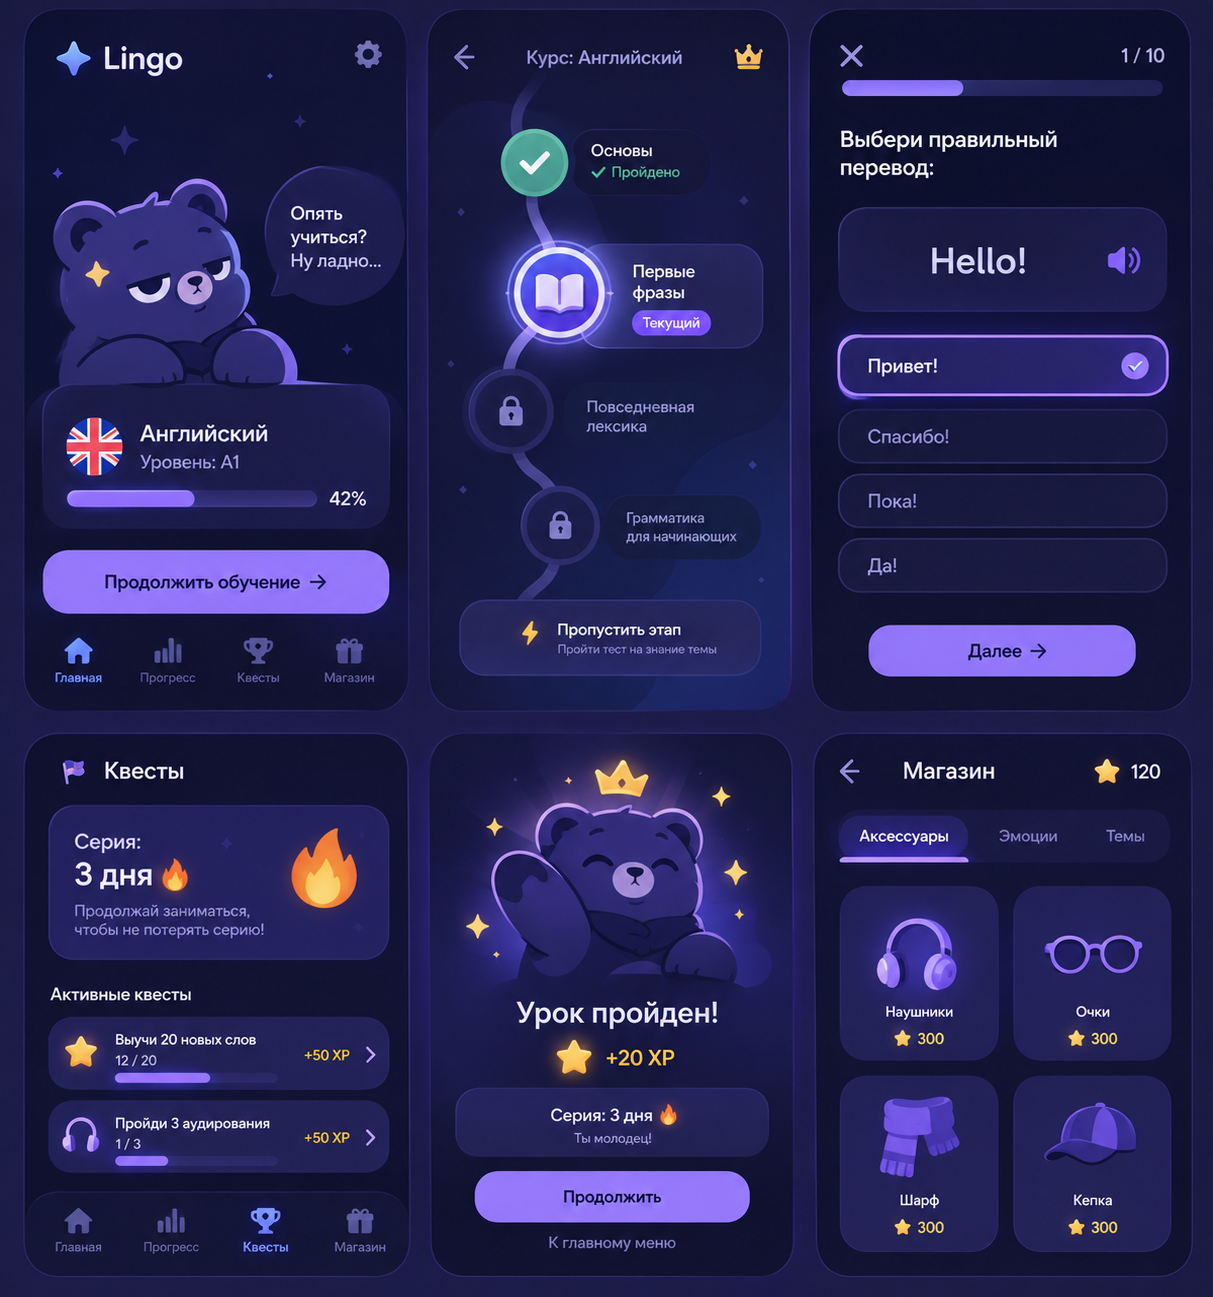 Lingo
Опять
учиться?
Ну ладно...
Английский
Уровень: A1
42%
Продолжить обучение →
Главная
Прогресс
Квесты
Магазин
Курс: Английский
Основы
Пройдено
Первые
фразы
Текущий
Повседневная
лексика
Грамматика
для начинающих
Пропустить этап
Пройти тест на знание темы
1 / 10
Выбери правильный
перевод:
Hello!
Привет!
Спасибо!
Пока!
Да!
Далее →
Квесты
Серия:
3 дня
Продолжай заниматься,
чтобы не потерять серию!
Активные квесты
Выучи 20 новых слов
12 / 20
+50 XP
Пройди 3 аудирования
1 / 3
+50 XP
Главная
Прогресс
Квесты
Магазин
Урок пройден!
+20 XP
Серия: 3 дня
Ты молодец!
Продолжить
К главному меню
Магазин
120
Аксессуары
Эмоции
Темы
Наушники
300
Очки
300
Шарф
300
Кепка
300